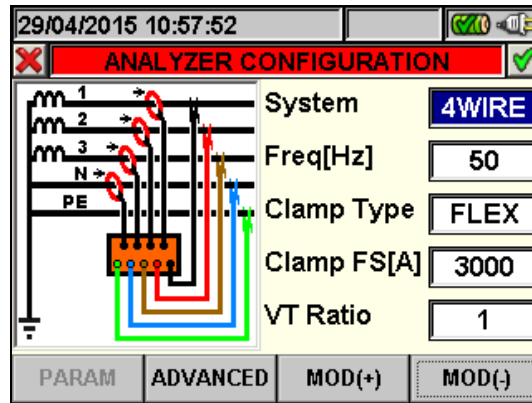 29/04/2015 10:57:52
ANALYZER CONFIGURATION
1
2
3
N
PE
System 4WIRE
Freq[Hz] 50
Clamp Type FLEX
Clamp FS[A] 3000
VT Ratio 1
PARAM ADVANCED MOD(+) MOD(-)